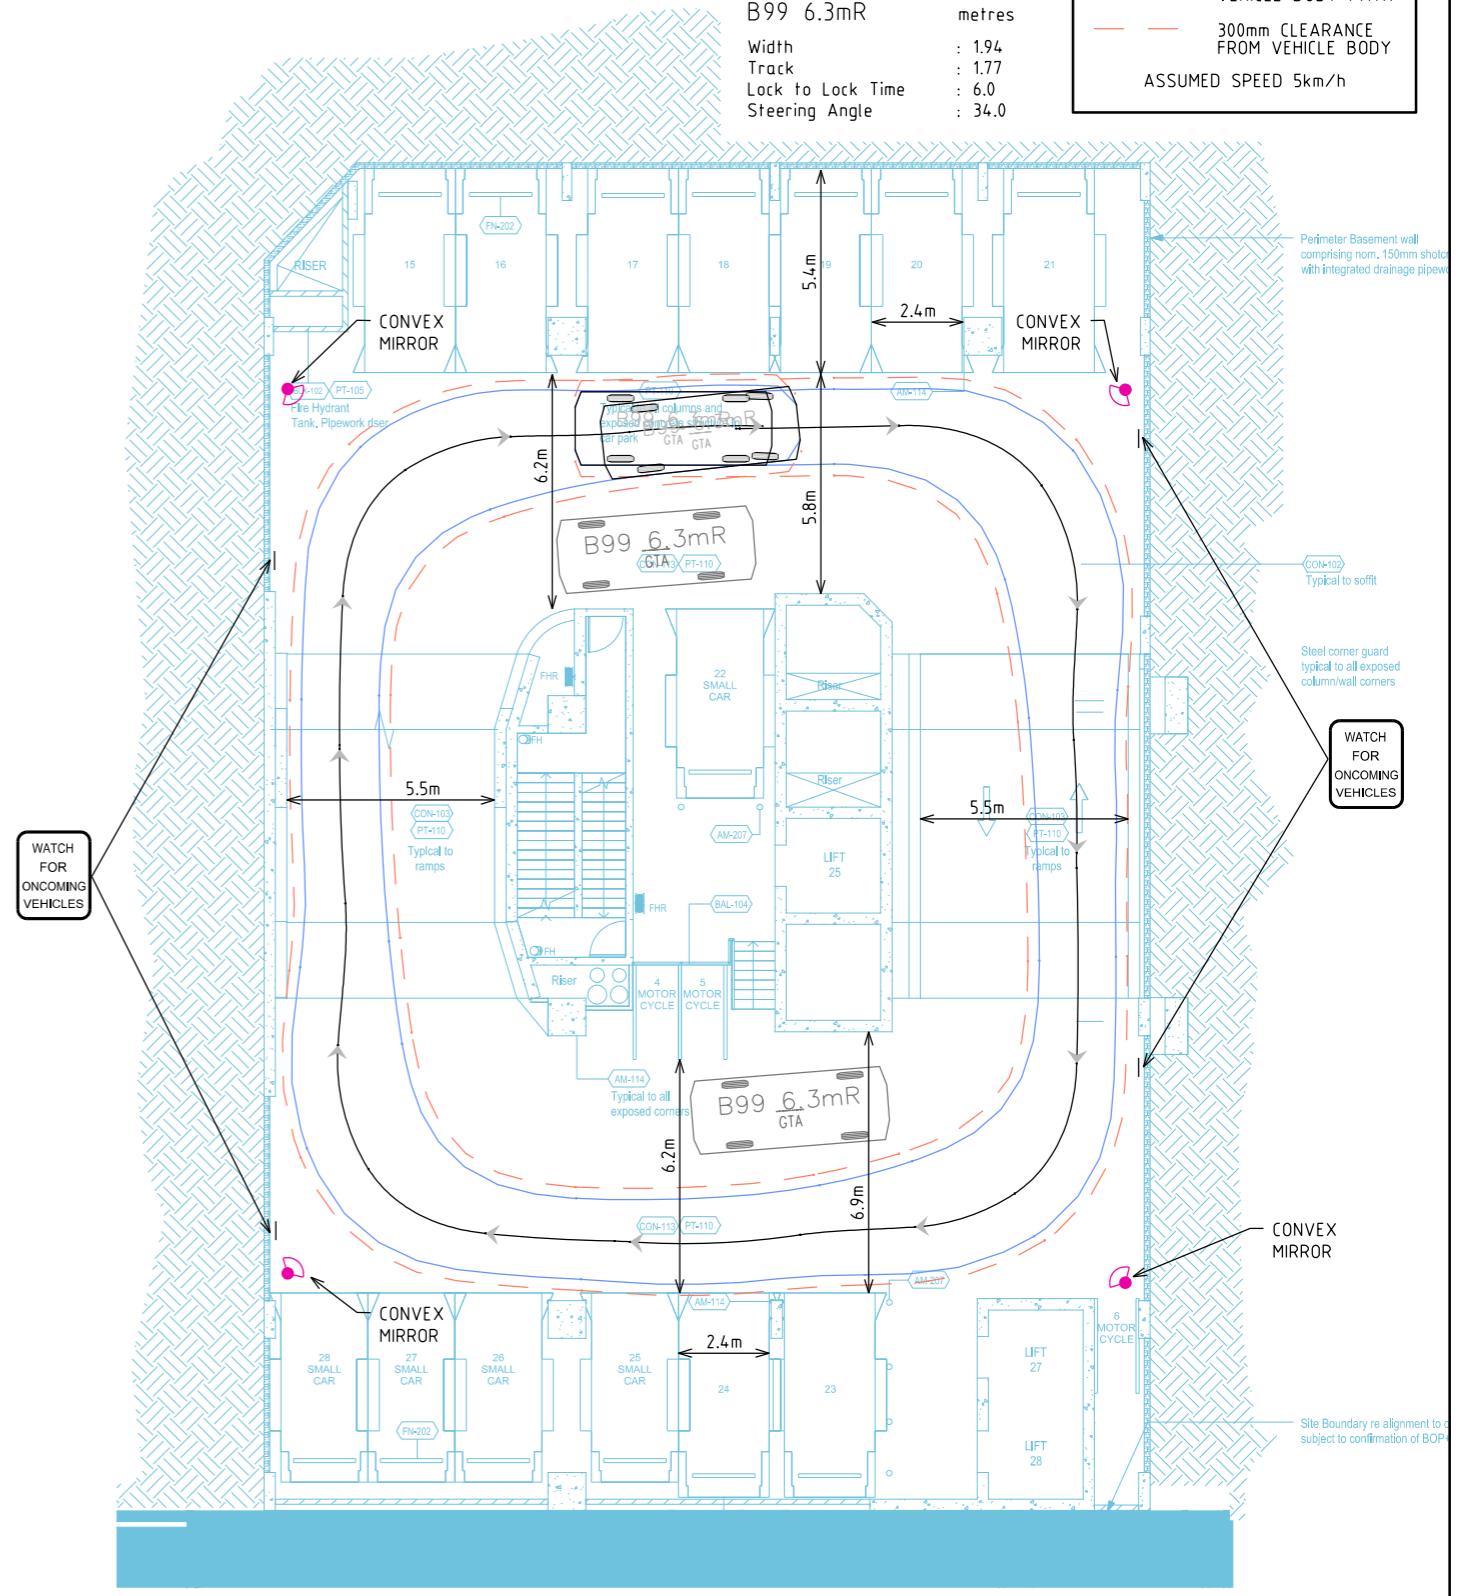 B99 6.3mR
metres
Width : 1.94
Track : 1.77
Lock to Lock Time : 6.0
Steering Angle : 34.0
300mm CLEARANCE
FROM VEHICLE BODY
ASSUMED SPEED 5km/h
RISER
15
16
FN-202
17
18
19
20
21
5.4m
2.4m
CONVEX
MIRROR
CONVEX
MIRROR
Perimeter Basement wall
comprising nom. 150mm
with integrated drainage
PT-105
Fire Hydrant
Tank, Pipework riser
AM-114
Typical columns and
car park
GTA
GTA
6.2m
5.8m
B99 6.3mR
GTA
PT-110
CON-102
Typical to soffit
Steel corner guard
typical to all exposed
column/wall corners
FHR
22
SMALL
CAR
Riser
FH
Riser
WATCH
FOR
ONCOMING
VEHICLES
5.5m
CON-103
PT-110
Typical to
ramps
AM-207
5.5m
CON-103
PT-110
Typical to
ramps
WATCH
FOR
ONCOMING
VEHICLES
LIFT
25
FHR
BAL-104
FH
Riser
4
MOTOR
CYCLE
5
MOTOR
CYCLE
AM-114
Typical to all
exposed corners
B99 6.3mR
GTA
6.2m
6.9m
CON-113
PT-110
CONVEX
MIRROR
AM-207
AM-114
CONVEX
MIRROR
2.4m
28
SMALL
CAR
27
SMALL
CAR
26
SMALL
CAR
25
SMALL
CAR
24
23
FN-202
LIFT
27
LIFT
28
6
MOTOR
CYCLE
Site Boundary re alignment to
subject to confirmation of